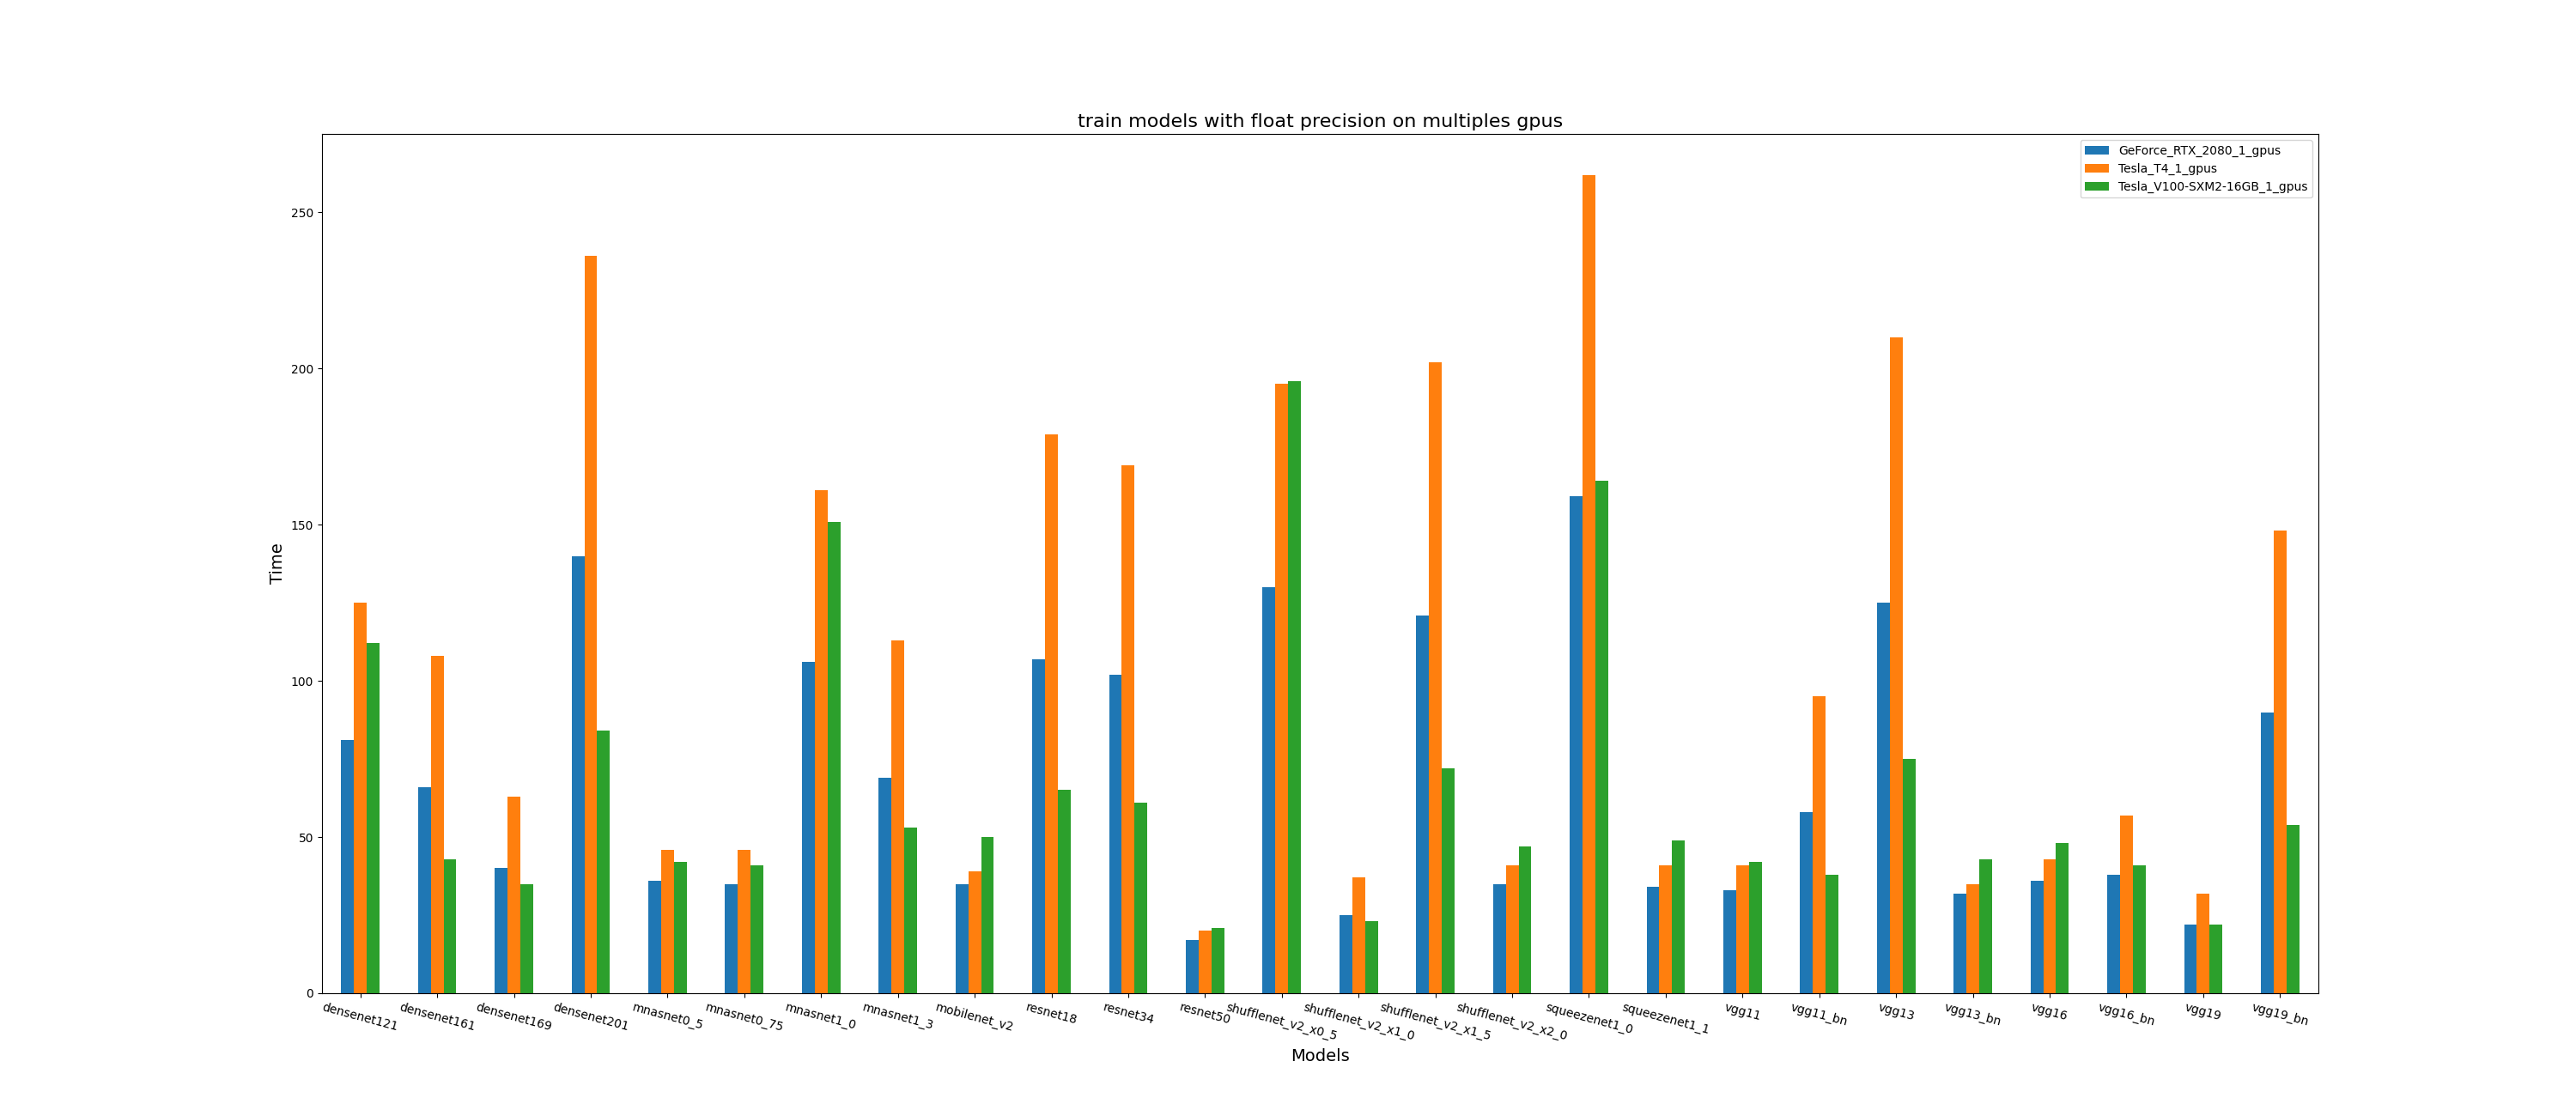 train models with float precision on multiples gpus
GeForce_RTX_2080_1_gpus
Tesla_T4_1_gpus
Tesla_V100-SXM2-16GB_1_gpus
Time
250
200
150
100
50
0
densenet121
densenet161
densenet169
densenet201
mnasnet0_5
mnasnet0_75
mnasnet1_0
mnasnet1_3
mobilenet_v2
resnet18
resnet34
resnet50
shufflenet_v2_x0_5
shufflenet_v2_x1_0
shufflenet_v2_x1_5
shufflenet_v2_x2_0
squeezenet1_0
squeezenet1_1
vgg11
vgg11_bn
vgg13
vgg13_bn
vgg16
vgg16_bn
vgg19
vgg19_bn
Models